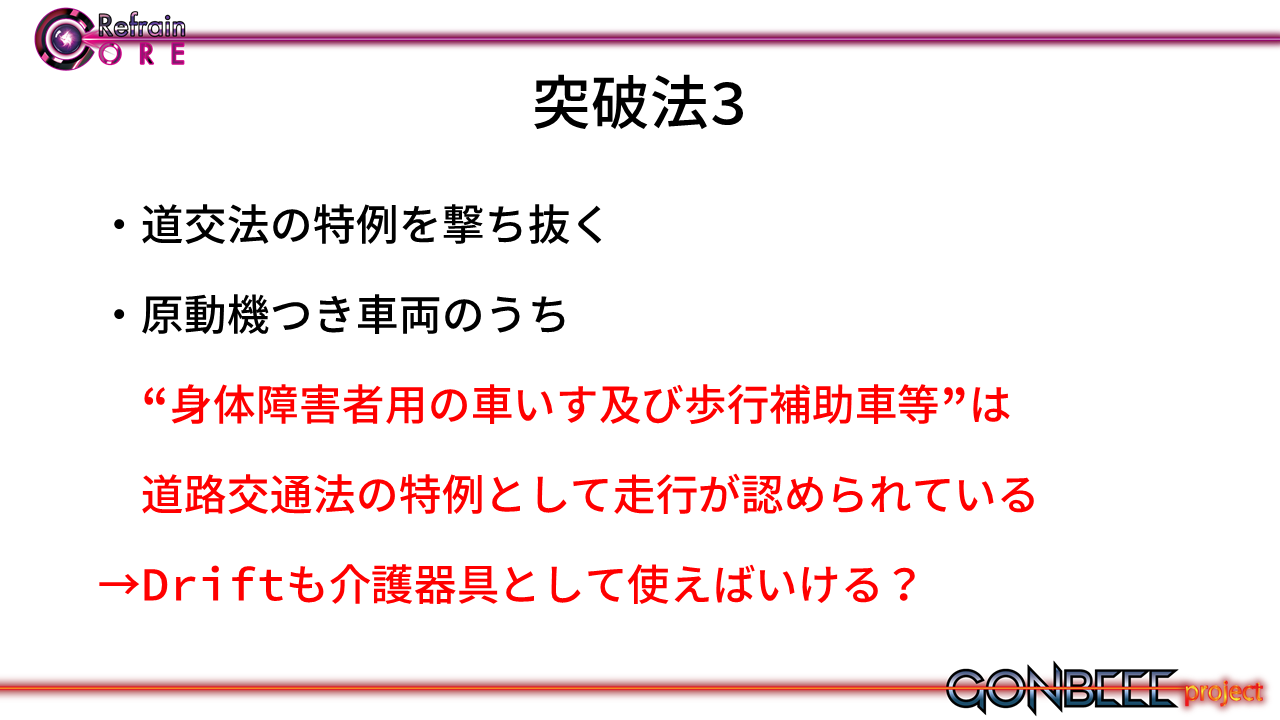 Refrain
CORE
突破法3
・道交法の特例を撃ち抜く
・原動機つき車両のうち
“身体障害者用の車いす及び歩行補助車等”は
道路交通法の特例として走行が認められている
→Driftも介護器具として使えばいける？
GONBEEE project